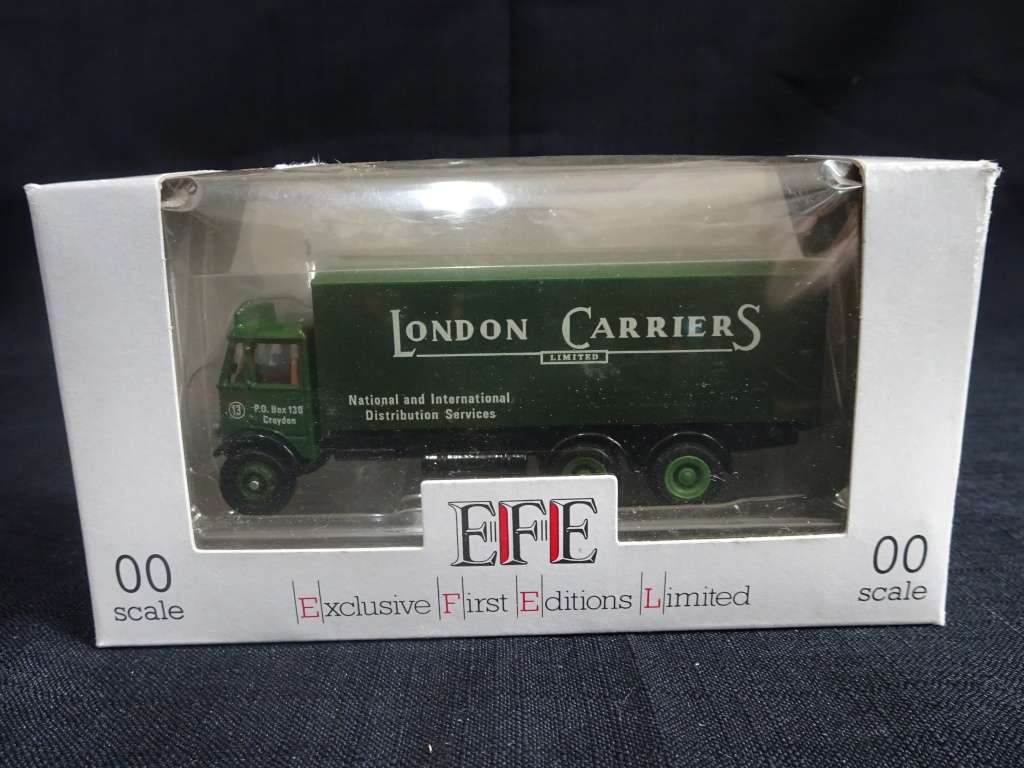 LONDON CARRIERS
LIMITED
National and International
Distribution Services
13
P.O. Box 130
Croydon
EFE
00
scale
Exclusive First Editions Limited
00
scale